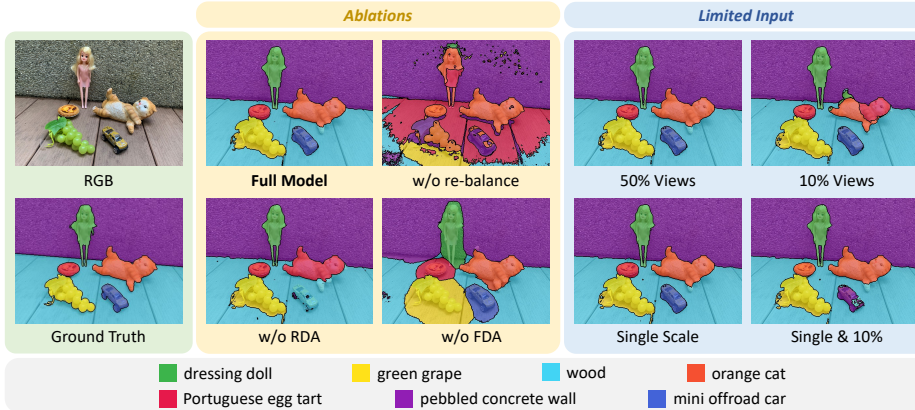 Ablations
Limited Input
RGB
Full Model
w/o re-balance
50% Views
10% Views
Ground Truth
w/o RDA
w/o FDA
Single Scale
Single & 10%
dressing doll
green grape
wood
orange cat
Portuguese egg tart
pebbled concrete wall
mini offroad car